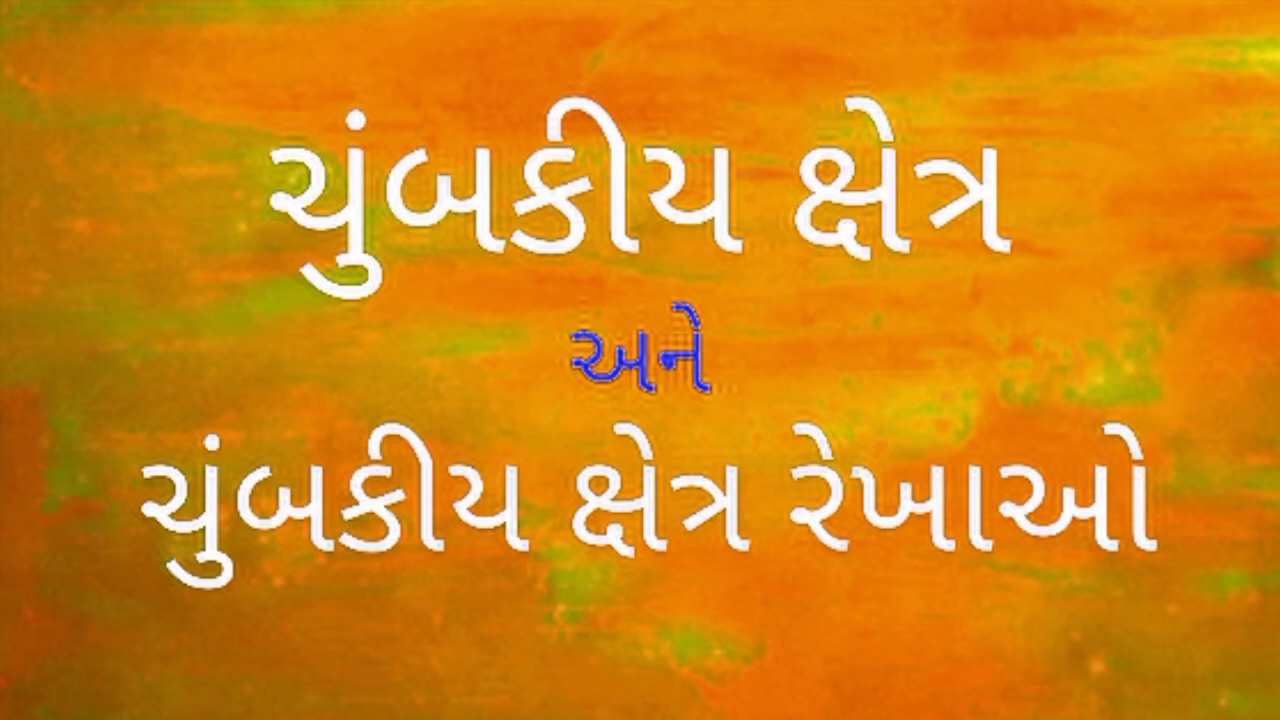 ચુંબકીય ક્ષેત્ર
અને
ચુંબકીય ક્ષેત્ર રેખાઓ